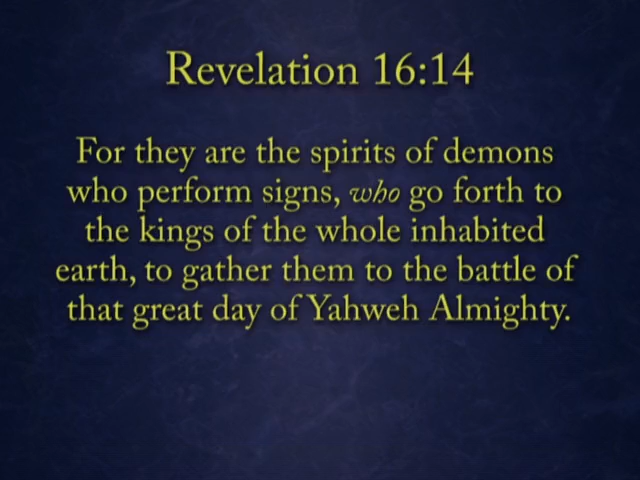 Revelation 16:14
For they are the spirits of demons
who perform signs, who go forth to
the kings of the whole inhabited
earth, to gather them to the battle of
that great day of Yahweh Almighty.